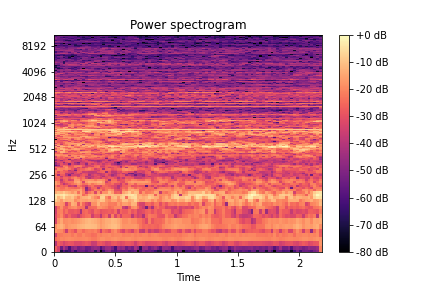 Power spectrogram
8192
4096
2048
1024
512
256
128
64
0
Hz
0
0.5
1
1.5
2
Time
+0 dB
-10 dB
-20 dB
-30 dB
-40 dB
-50 dB
-60 dB
-70 dB
-80 dB